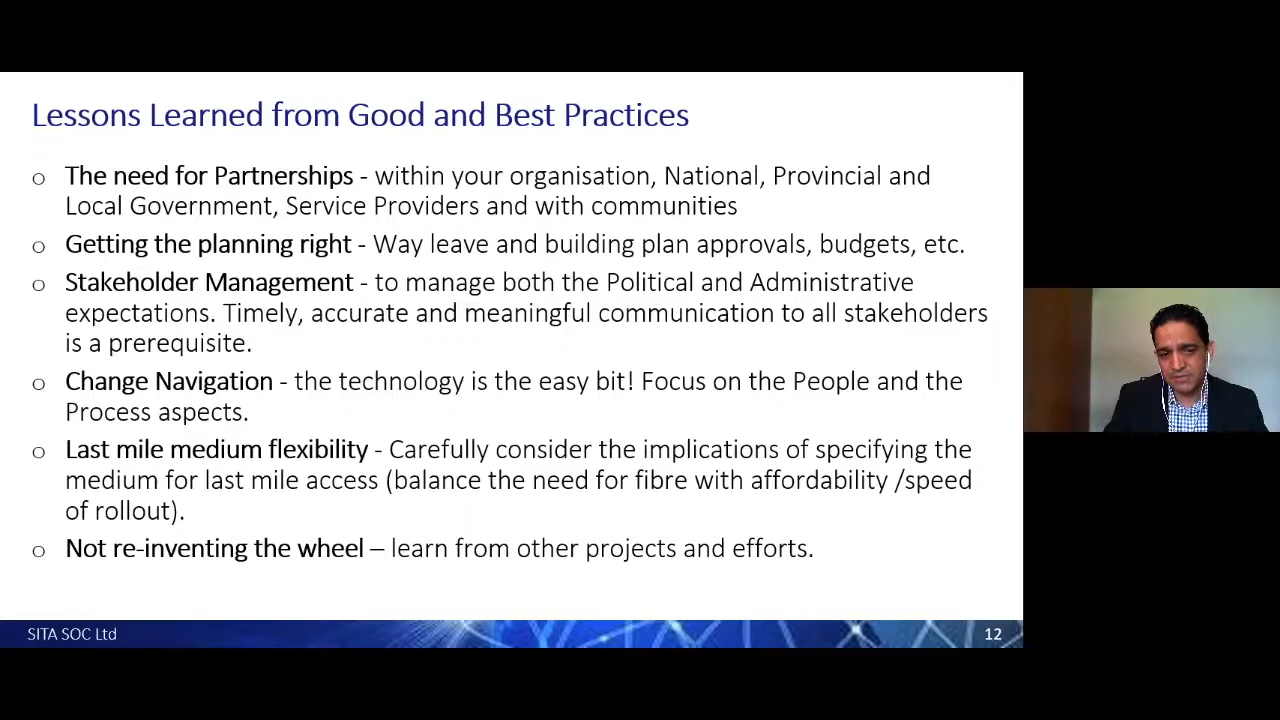 Lessons Learned from Good and Best Practices
o The need for Partnerships - within your organisation, National, Provincial and
Local Government, Service Providers and with communities
o Getting the planning right - Way leave and building plan approvals, budgets, etc.
o Stakeholder Management - to manage both the Political and Administrative
expectations. Timely, accurate and meaningful communication to all stakeholders
is a prerequisite.
o Change Navigation - the technology is the easy bit! Focus on the People and the
Process aspects.
o Last mile medium flexibility - Carefully consider the implications of specifying the
medium for last mile access (balance the need for fibre with affordability /speed
of rollout).
o Not re-inventing the wheel – learn from other projects and efforts.
SITA SOC Ltd
12